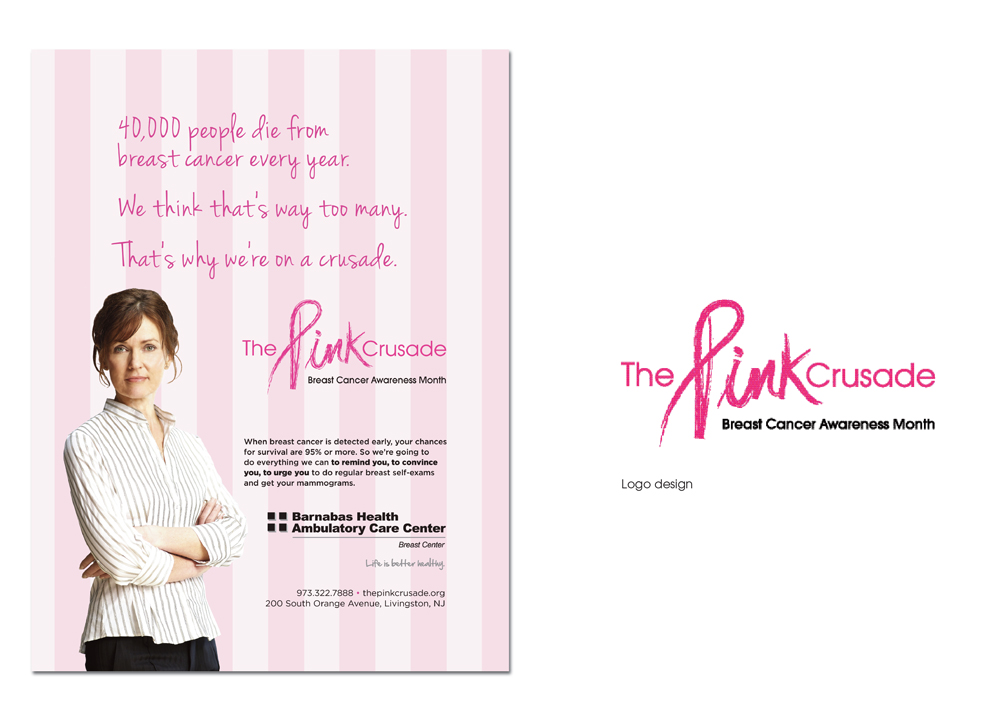 40,000 people die from
breast cancer every year.
We think that's way too many.
That's why we're on a crusade.
The Pink Crusade
Breast Cancer Awareness Month
When breast cancer is detected early, your chances
for survival are 95% or more. So we're going to
do everything we can to remind you, to convince
you, to urge you to do regular breast self-exams
and get your mammograms.
Barnabas Health
Ambulatory Care Center
Breast Center
Life is better healthy.
973.322.7888 • thepinkcrusade.org
200 South Orange Avenue, Livingston, NJ
The Pink Crusade
Breast Cancer Awareness Month
Logo design